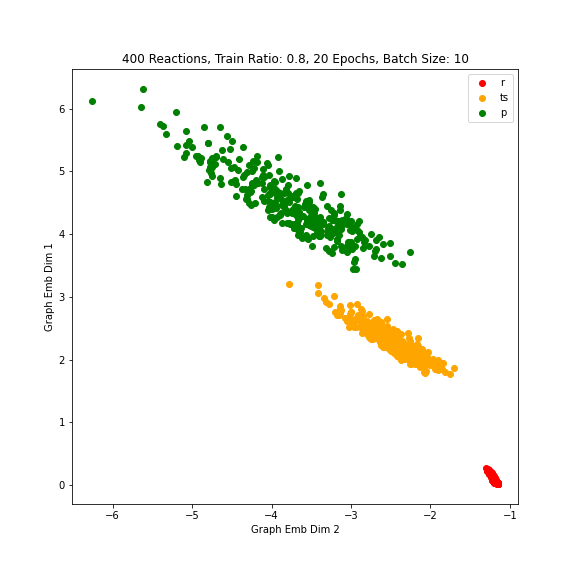 400 Reactions, Train Ratio: 0.8, 20 Epochs, Batch Size: 10
r
ts
p
6
5
4
3
2
1
0
Graph Emb Dim 1
−6
−5
−4
−3
−2
−1
Graph Emb Dim 2